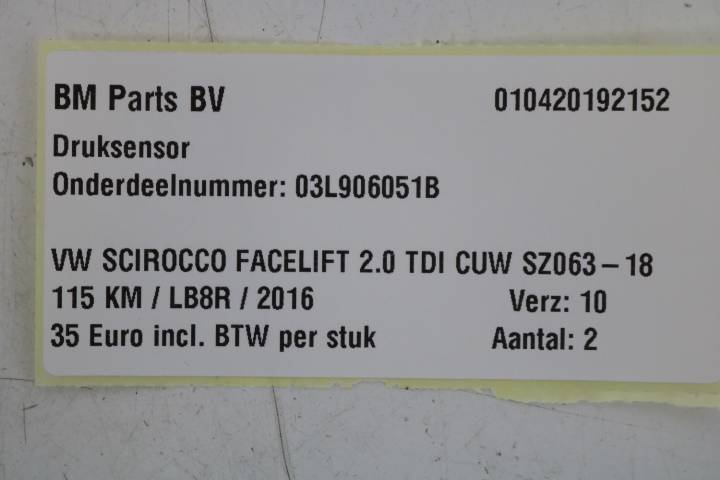 BM Parts BV 010420192152
Druksensor
Onderdeelnummer: 03L906051B
VW SCIROCCO FACELIFT 2.0 TDI CUW SZ063-18
115 KM / LB8R / 2016 Verz: 10
35 Euro incl. BTW per stuk Aantal: 2